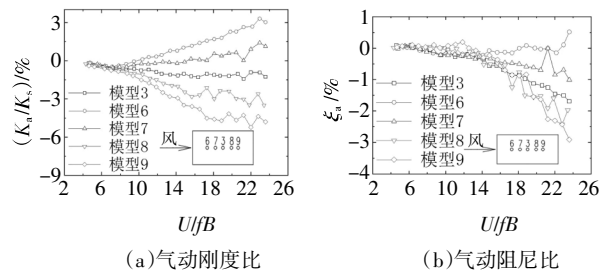 (Kₐ/Kₛ)/%
3
0
-3
-6
-9
模型3
模型6
模型7
模型8
模型9
风
6 7 3 8 9
2 6 10 14 18 22 26
U/fB
(a)气动刚度比
ξₐ/%
1
0
-1
-2
-3
-4
模型3
模型6
模型7
模型8
模型9
风
6 7 3 8 9
2 6 10 14 18 22 26
U/fB
(b)气动阻尼比